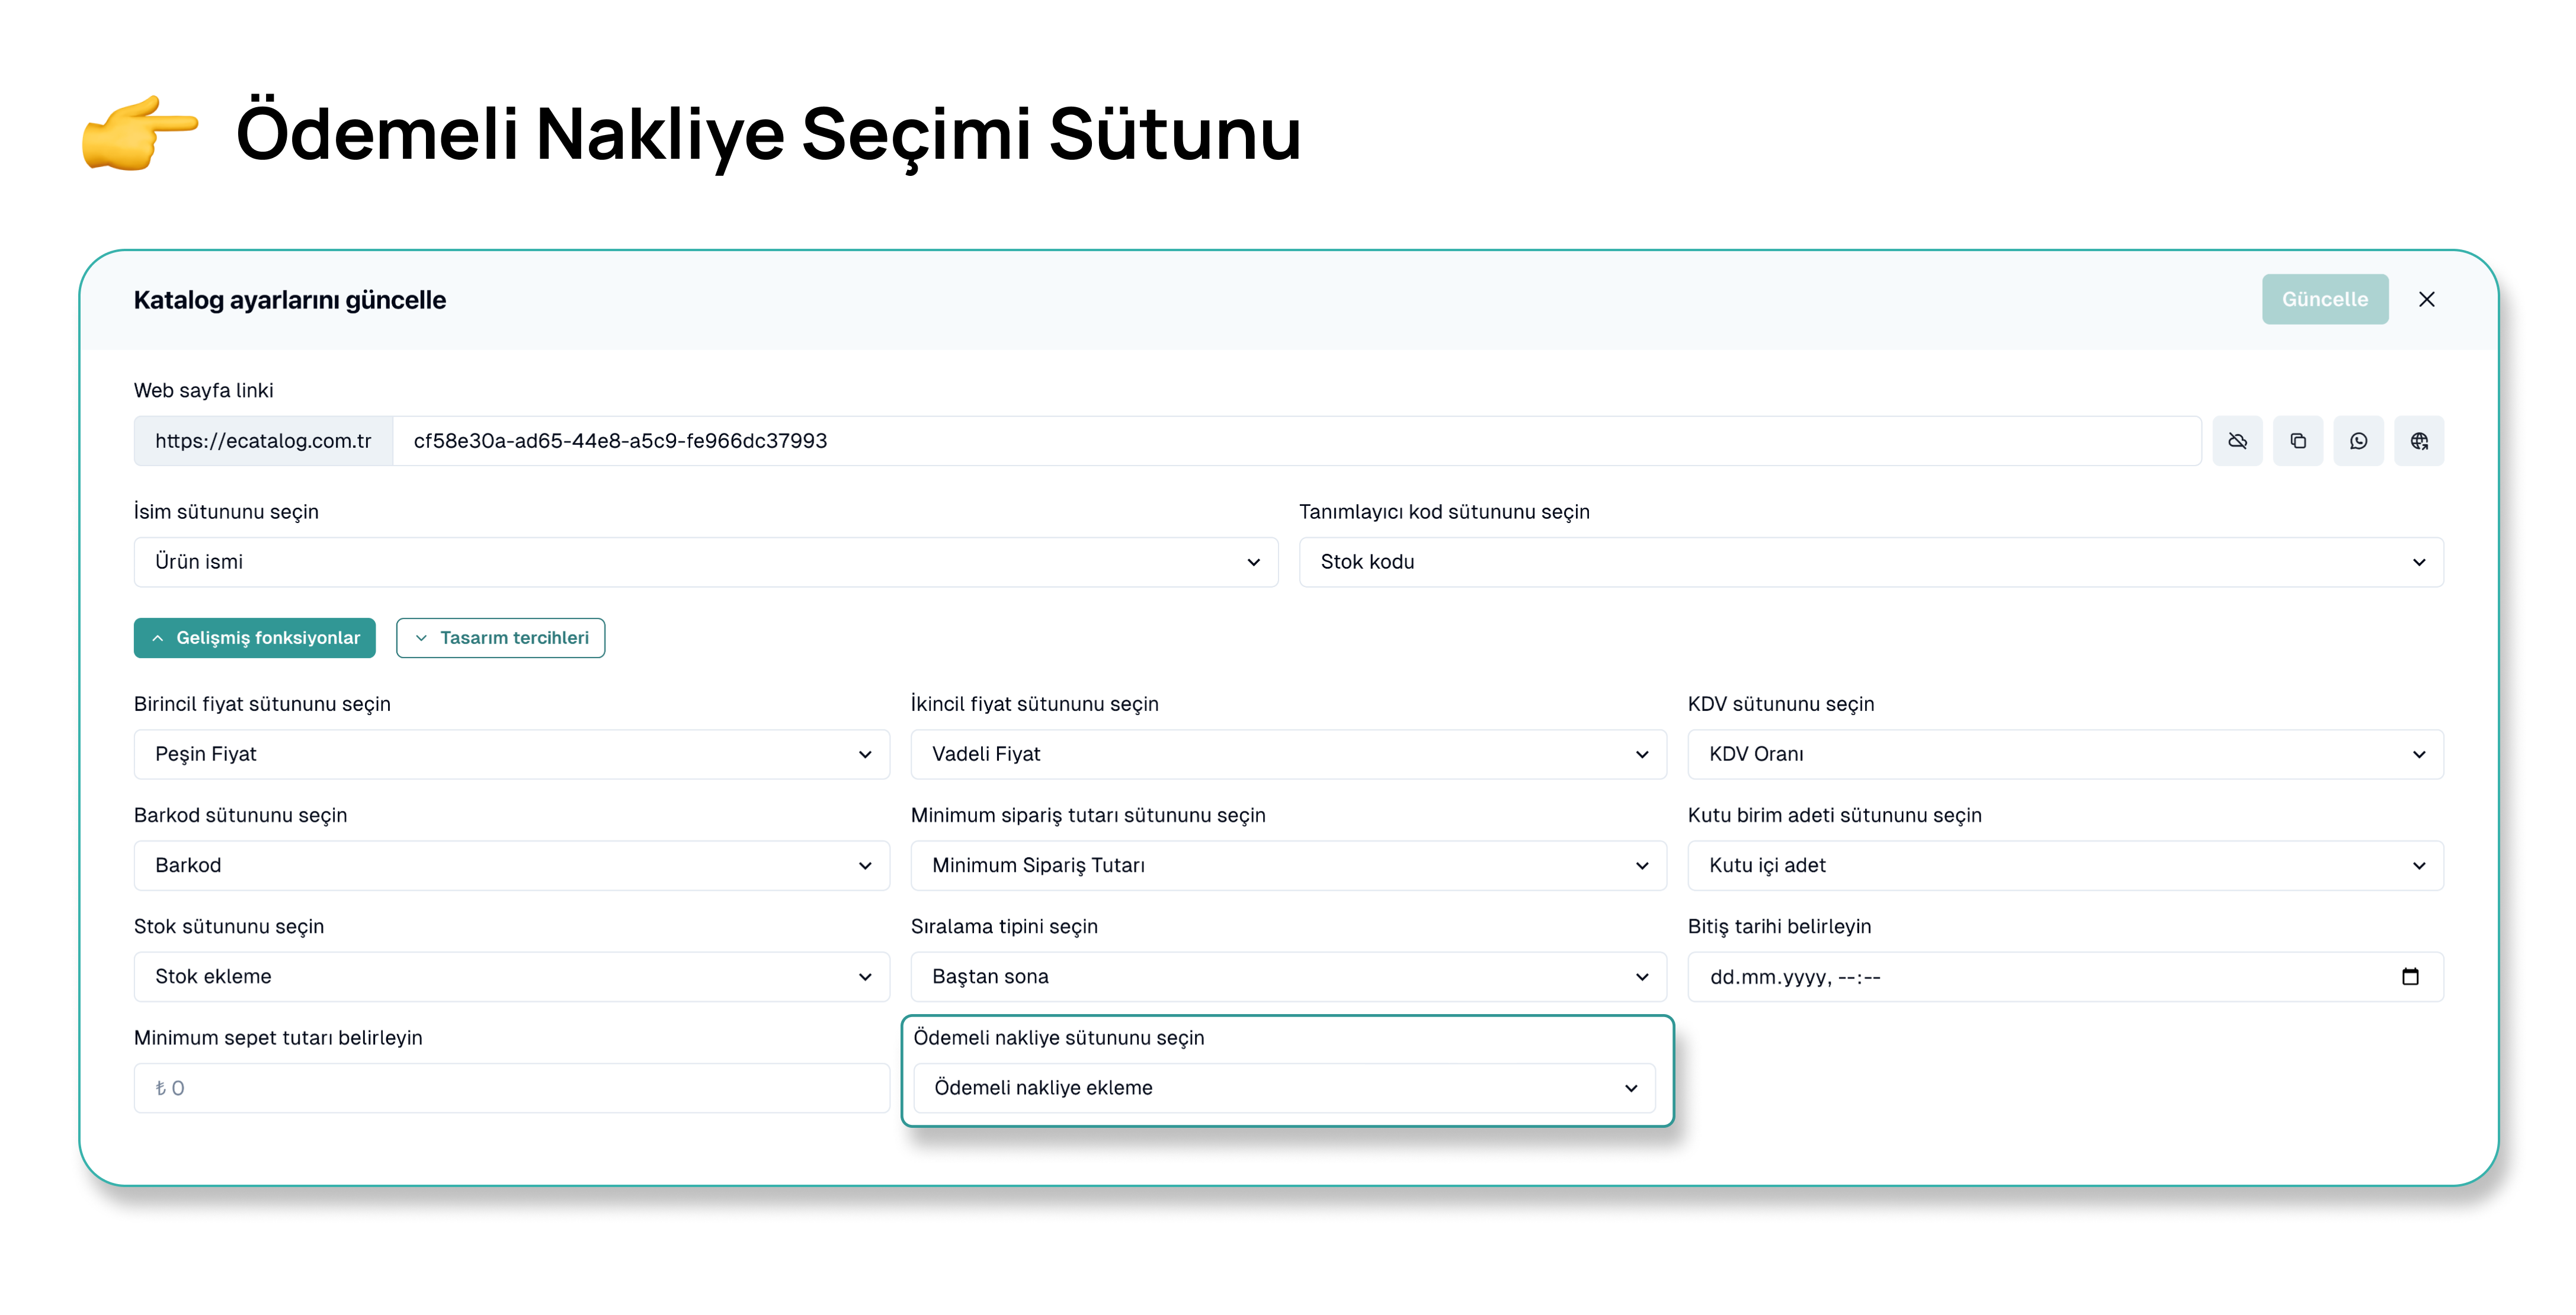 Ödemeli Nakliye Seçimi Sütunu
Katalog ayarlarını güncelle
Güncelle
Web sayfa linki
https://ecatalog.com.tr cf58e30a-ad65-44e8-a5c9-fe966dc37993
İsim sütununu seçin Tanımlayıcı kod sütununu seçin
Ürün ismi Stok kodu
Gelişmiş fonksiyonlar Tasarım tercihleri
Birincil fiyat sütununu seçin İkincil fiyat sütununu seçin KDV sütununu seçin
Peşin Fiyat Vadeli Fiyat KDV Oranı
Barkod sütununu seçin Minimum sipariş tutarı sütununu seçin Kutu birim adeti sütununu seçin
Barkod Minimum Sipariş Tutarı Kutu içi adet
Stok sütununu seçin Sıralama tipini seçin Bitiş tarihi belirleyin
Stok ekleme Baştan sona dd.mm.yyyy, --:--
Minimum sepet tutarı belirleyin Ödemeli nakliye sütununu seçin
₺ 0 Ödemeli nakliye ekleme